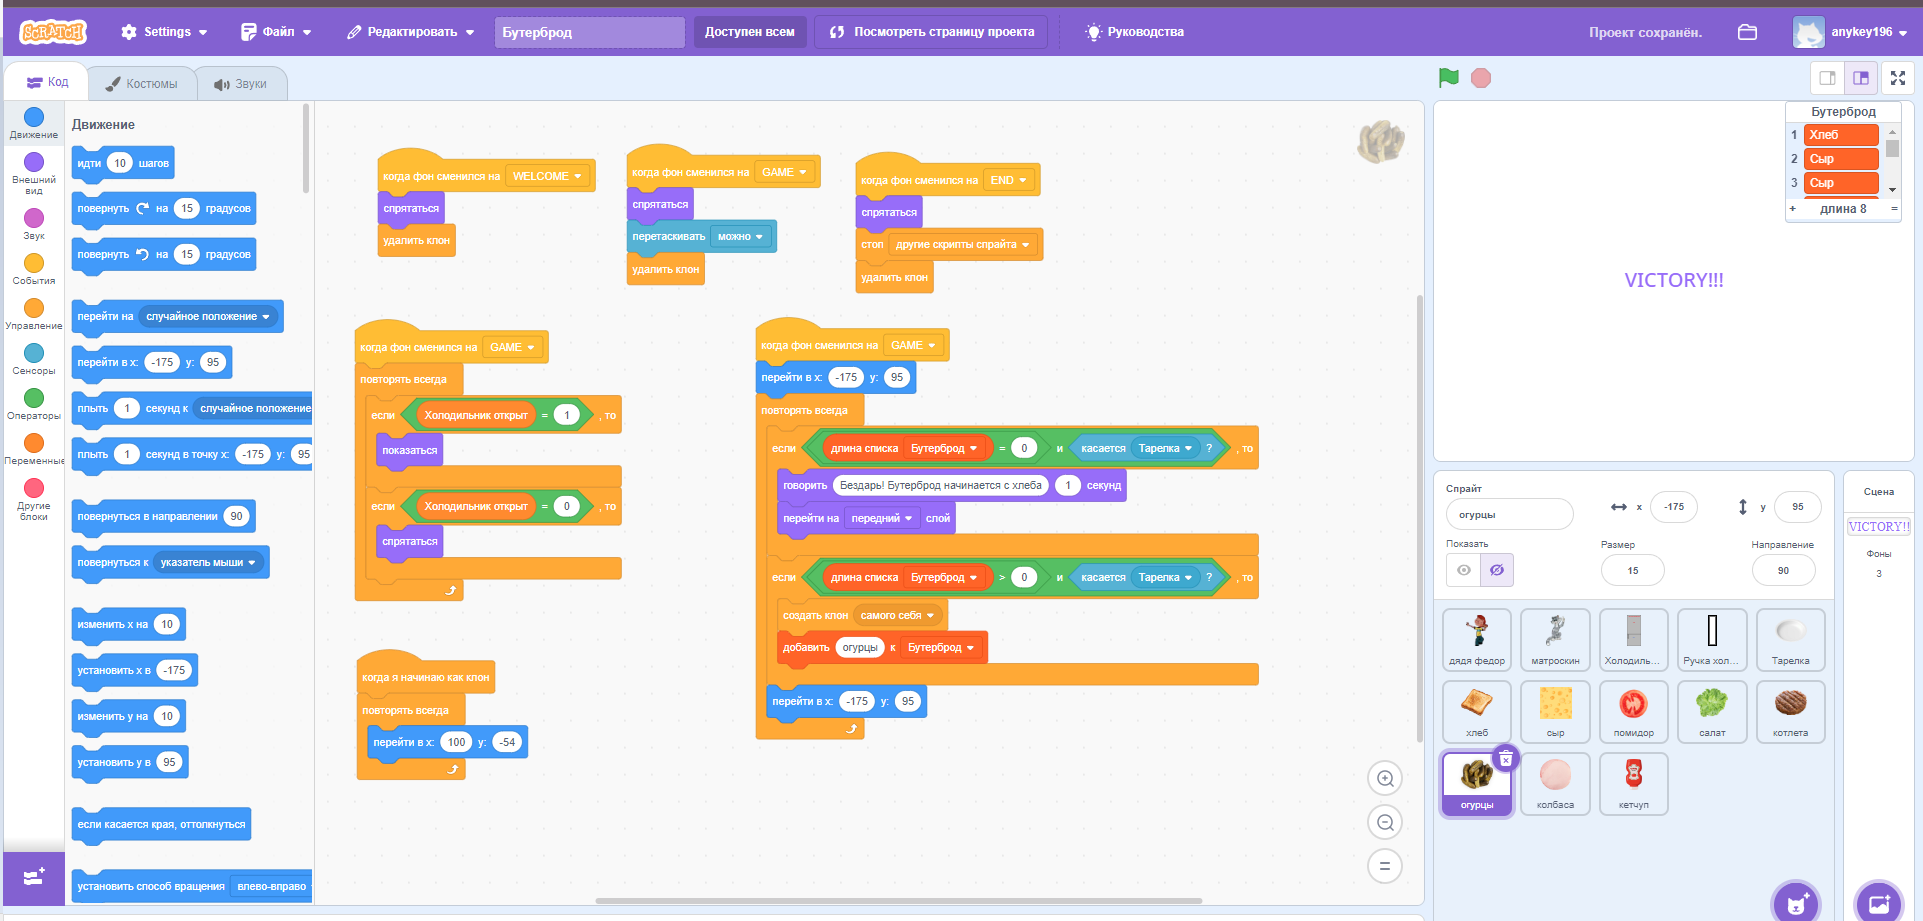 SCRATCH
Settings
Файл
Редактировать
Бутерброд
Доступен всем
Посмотреть страницу проекта
Руководства
Проект сохранён.
anykey196
Код
Костюмы
Звуки
Движение
Внешний вид
Звук
События
Управление
Сенсоры
Операторы
Переменные
Другие блоки
Движение
идти 10 шагов
повернуть на 15 градусов
повернуть на 15 градусов
перейти на случайное положение
перейти в x: -175 y: 95
плыть 1 секунд к случайное положение
плыть 1 секунд в точку x: -175 y: 95
повернуться в направлении 90
повернуться к указатель мыши
изменить x на 10
установить x в -175
изменить y на 10
установить y в 95
если касается края, оттолкнуться
установить способ вращения влево-вправо
когда фон сменился на WELCOME
спрятаться
удалить клон
когда фон сменился на GAME
спрятаться
перетаскивать можно
удалить клон
когда фон сменился на END
спрятаться
стоп другие скрипты спрайта
удалить клон
когда фон сменился на GAME
повторять всегда
если Холодильник открыт = 1 , то
показаться
если Холодильник открыт = 0 , то
спрятаться
когда я начинаю как клон
повторять всегда
перейти в x: 100 y: -54
когда фон сменился на GAME
перейти в x: -175 y: 95
повторять всегда
если длина списка Бутерброд = 0 и касается Тарелка ? , то
говорить Бездарь! Бутерброд начинается с хлеба 1 секунд
перейти на передний слой
если длина списка Бутерброд > 0 и касается Тарелка ? , то
создать клон самого себя
добавить огурцы к Бутерброд
перейти в x: -175 y: 95
Бутерброд
1 Хлеб
2 Сыр
3 Сыр
+ длина 8 =
VICTORY!!!
Спрайт
огурцы
x -175
y 95
Показать
Размер
15
Направление
90
Сцена
VICTORY!!
Фоны
3
дядя федор
матроскин
Холодиль...
Ручка хол...
Тарелка
хлеб
сыр
помидор
салат
котлета
огурцы
колбаса
кетчуп